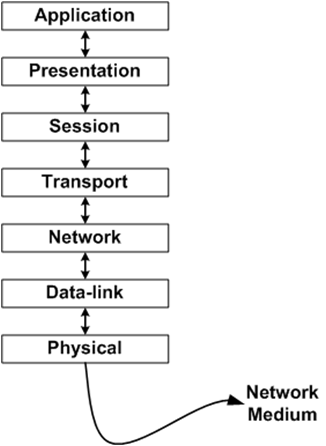 Application
Presentation
Session
Transport
Network
Data-link
Physical
Network
Medium